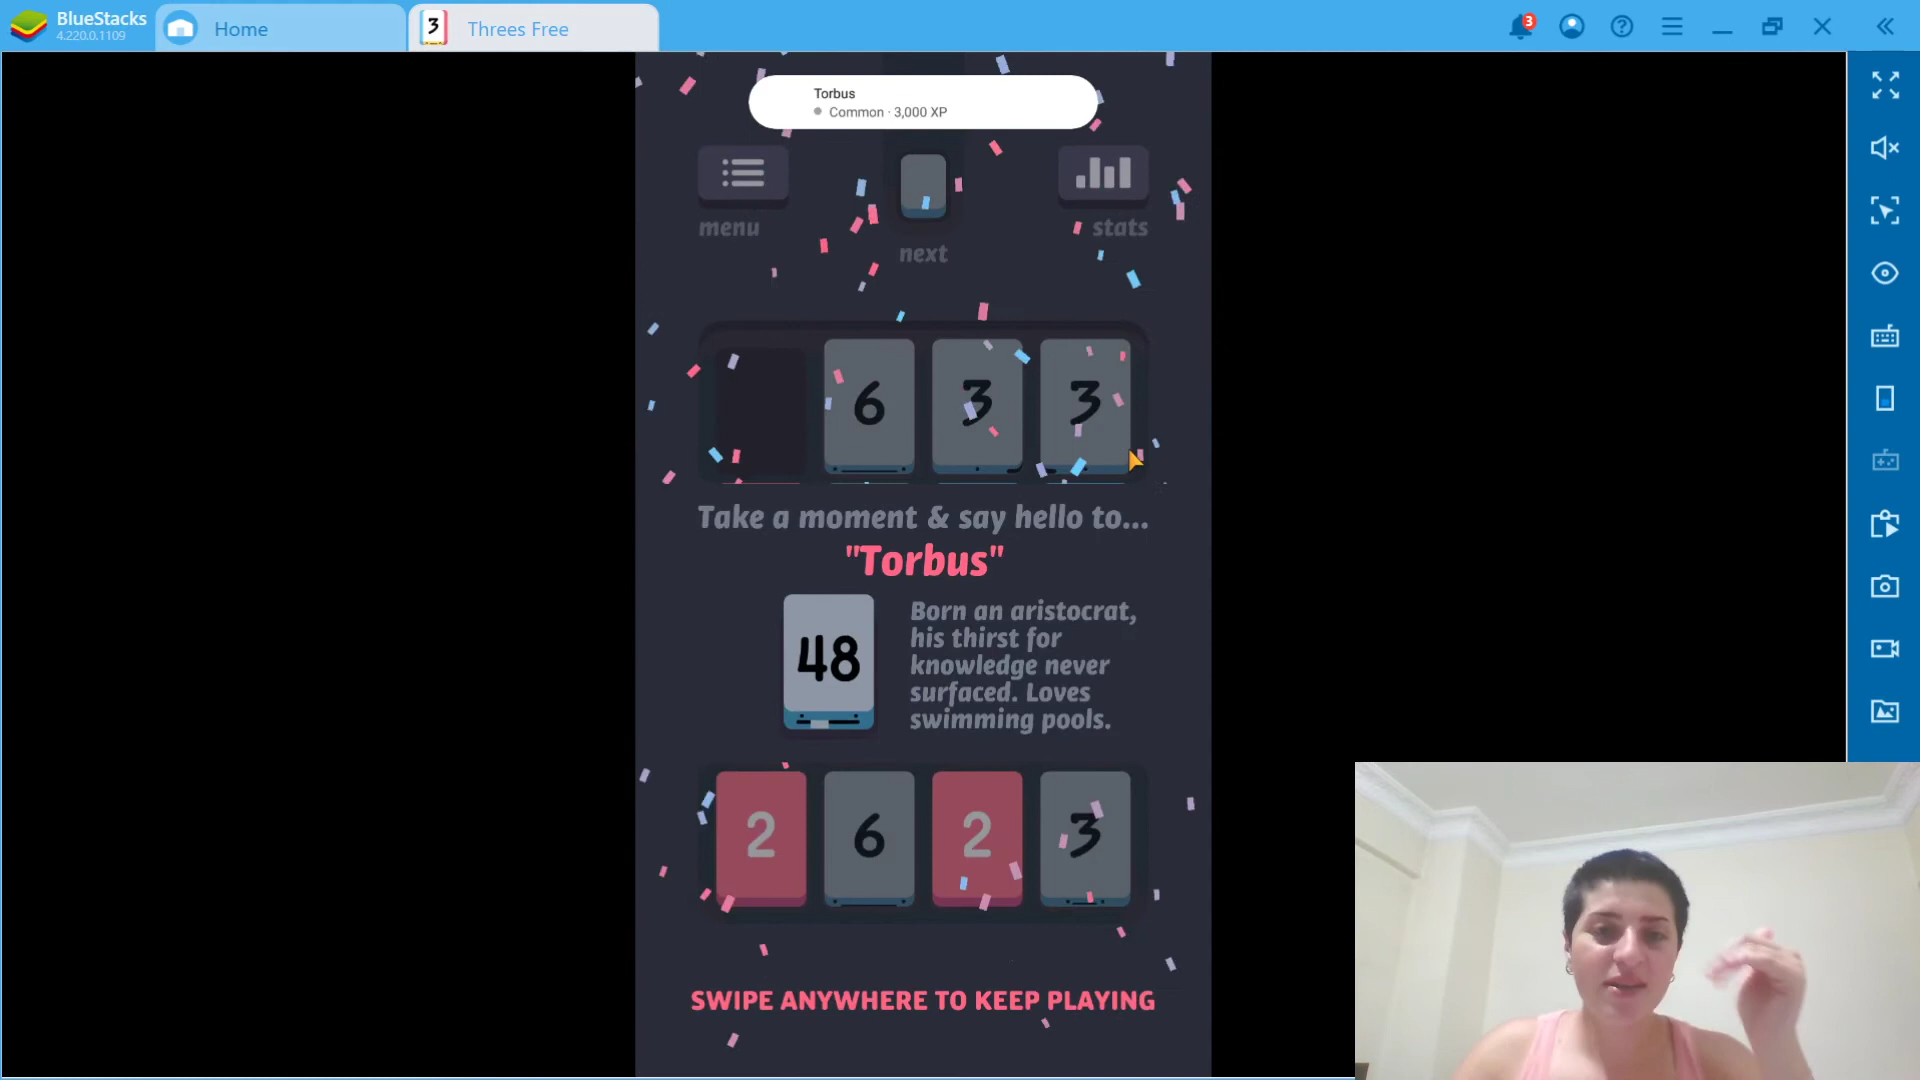 BlueStacks
4.220.0.1109
Home
3
Threes Free
3
Torbus
Common · 3,000 XP
menu
next
stats
6 3 3
Take a moment & say hello to...
"Torbus"
48
Born an aristocrat,
his thirst for
knowledge never
surfaced. Loves
swimming pools.
2 6 2 3
SWIPE ANYWHERE TO KEEP PLAYING